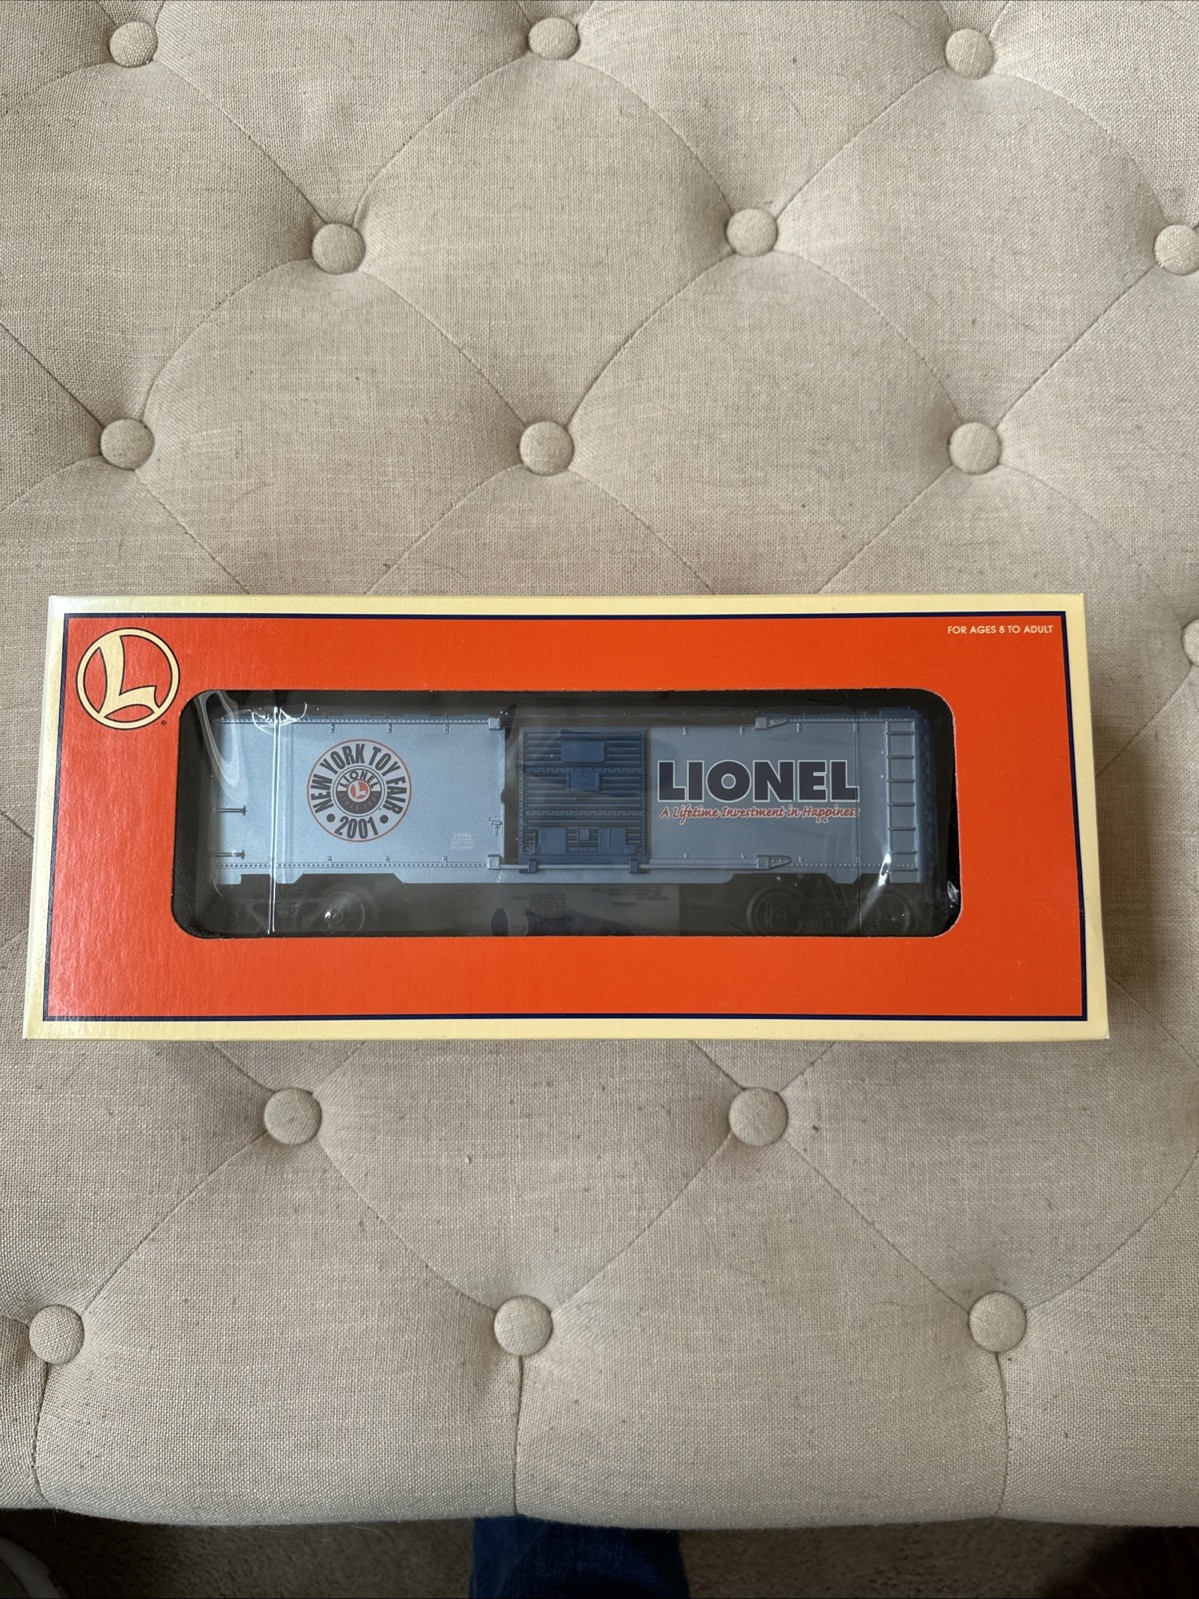 FOR AGES 8 TO ADULT
L
NEW YORK TOY FAIR
LIONEL
L
• 2001 •
LIONEL
A Lifetime Investment in Happiness